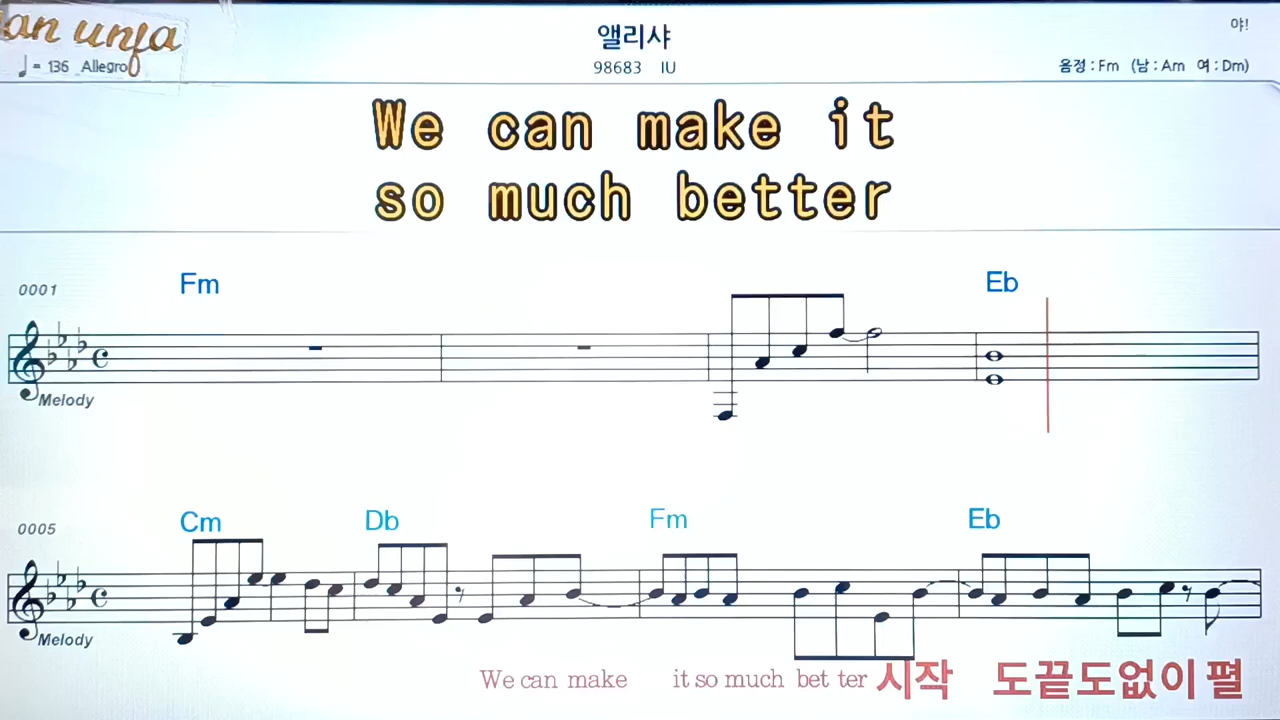 an unfa
앨리샤
야!
♩= 136 Allegro
98683 IU
음정 : Fm (남 : Am 여 : Dm)
We can make it
so much better
0001
Fm
Eb
Melody
0005
Cm
Db
Fm
Eb
Melody
We can make it so much bet ter 시작 도끝도없이 펼